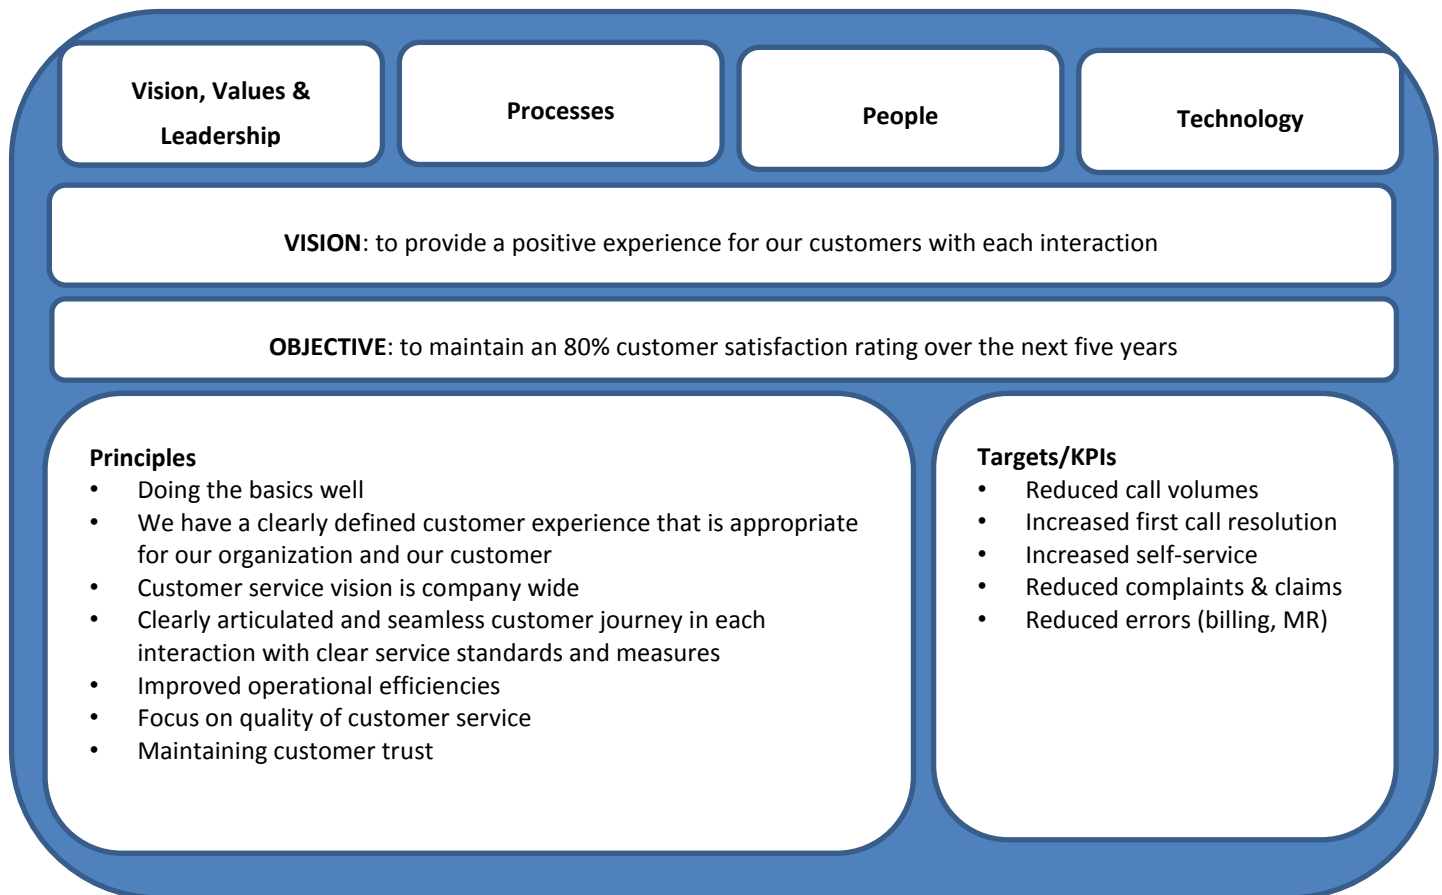 Vision, Values &
Leadership
Processes
People
Technology
VISION: to provide a positive experience for our customers with each interaction
OBJECTIVE: to maintain an 80% customer satisfaction rating over the next five years
Principles
• Doing the basics well
• We have a clearly defined customer experience that is appropriate
for our organization and our customer
• Customer service vision is company wide
• Clearly articulated and seamless customer journey in each
interaction with clear service standards and measures
• Improved operational efficiencies
• Focus on quality of customer service
• Maintaining customer trust
Targets/KPIs
• Reduced call volumes
• Increased first call resolution
• Increased self-service
• Reduced complaints & claims
• Reduced errors (billing, MR)